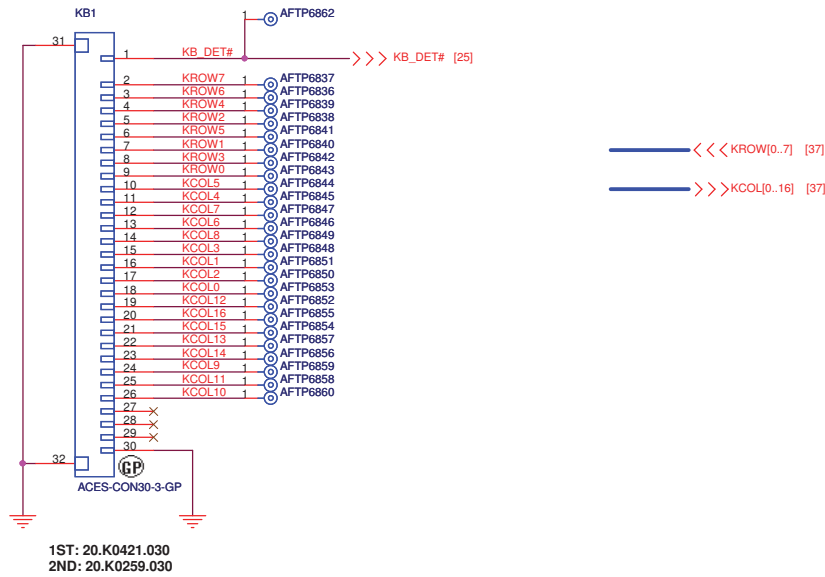 KB1
1 AFTP6862
31
1 KB_DET# KB_DET# [25]
2 KROW7 1 AFTP6837
3 KROW6 1 AFTP6836
4 KROW4 1 AFTP6839
5 KROW2 1 AFTP6838
6 KROW5 1 AFTP6841
7 KROW1 1 AFTP6840 KROW[0..7] [37]
8 KROW3 1 AFTP6842
9 KROW0 1 AFTP6843
10 KCOL5 1 AFTP6844 KCOL[0..16] [37]
11 KCOL4 1 AFTP6845
12 KCOL7 1 AFTP6847
13 KCOL6 1 AFTP6846
14 KCOL8 1 AFTP6849
15 KCOL3 1 AFTP6848
16 KCOL1 1 AFTP6851
17 KCOL2 1 AFTP6850
18 KCOL0 1 AFTP6853
19 KCOL12 1 AFTP6852
20 KCOL16 1 AFTP6855
21 KCOL15 1 AFTP6854
22 KCOL13 1 AFTP6857
23 KCOL14 1 AFTP6856
24 KCOL9 1 AFTP6859
25 KCOL11 1 AFTP6858
26 KCOL10 1 AFTP6860
27
28
29
30
32
GP
ACES-CON30-3-GP
1ST: 20.K0421.030
2ND: 20.K0259.030